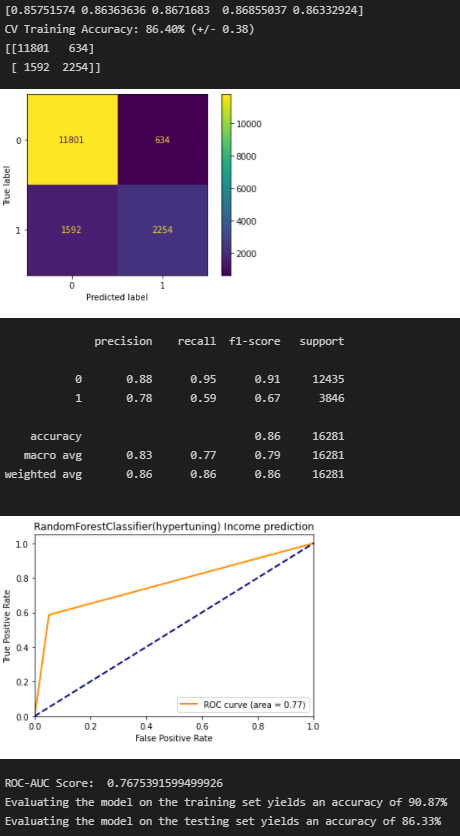 [0.85751574 0.86363636 0.8671683 0.86855037 0.86332924]
CV Training Accuracy: 86.40% (+/- 0.38)
[[11801 634]
[ 1592 2254]]
0
11801
634
1
1592
2254
True label
0
1
Predicted label
10000
8000
6000
4000
2000
precision recall f1-score support
0 0.88 0.95 0.91 12435
1 0.78 0.59 0.67 3846
accuracy 0.86 16281
macro avg 0.83 0.77 0.79 16281
weighted avg 0.86 0.86 0.86 16281
RandomForestClassifier(hypertuning) Income prediction
1.0
0.8
0.6
0.4
0.2
0.0
True Positive Rate
ROC curve (area = 0.77)
0.0 0.2 0.4 0.6 0.8 1.0
False Positive Rate
ROC-AUC Score: 0.7675391599499926
Evaluating the model on the training set yields an accuracy of 90.87%
Evaluating the model on the testing set yields an accuracy of 86.33%